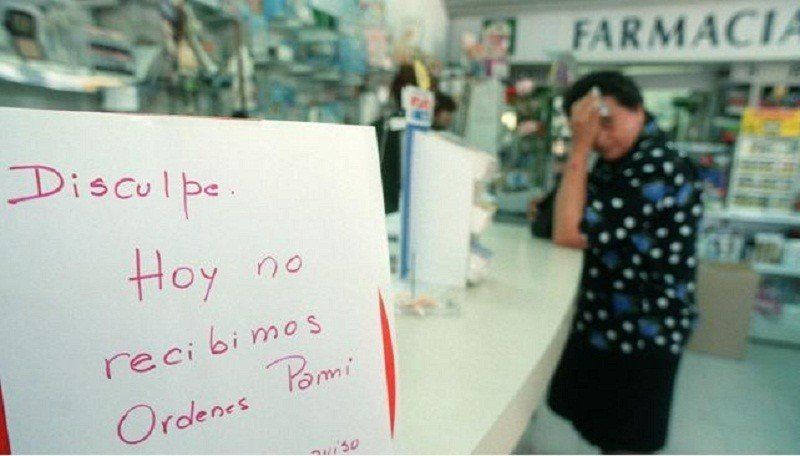 FARMACIA
Disculpe.
Hoy no
recibimos
Ordenes Pami